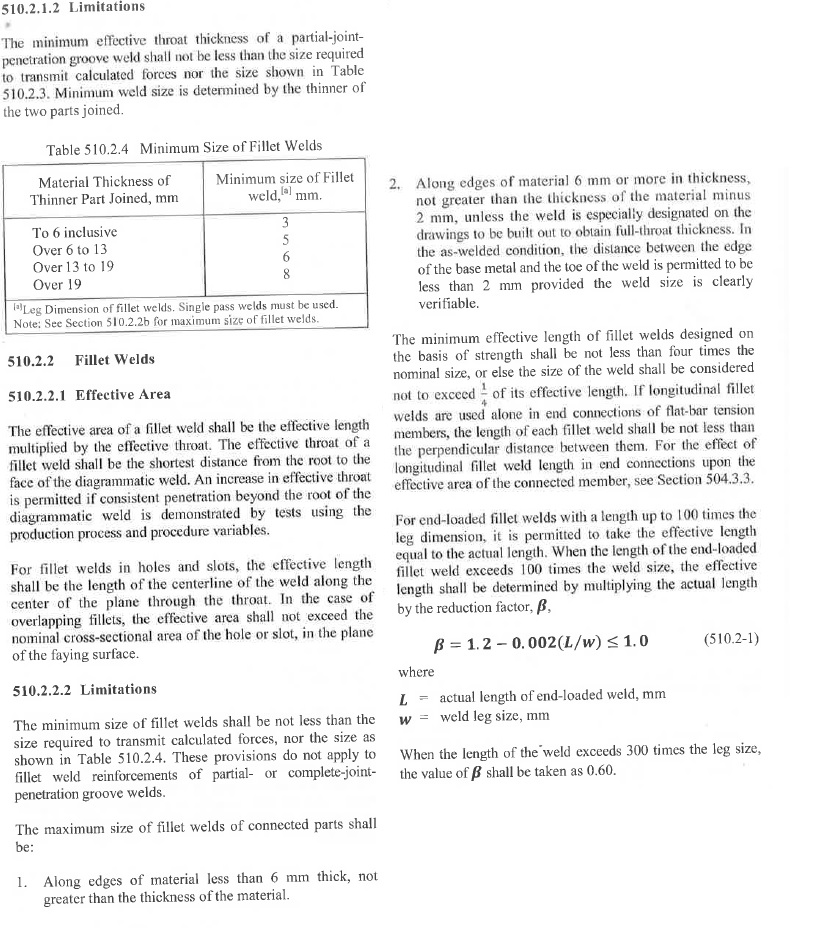 510.2.1.2 Limitations
The minimum effective throat thickness of a partial-joint-
penetration groove weld shall not be less than the size required
to transmit calculated forces nor the size shown in Table
510.2.3. Minimum weld size is determined by the thinner of
the two parts joined.
Table 510.2.4 Minimum Size of Fillet Welds
Material Thickness of
Thinner Part Joined, mm
Minimum size of Fillet
weld,[a] mm.
To 6 inclusive 3
Over 6 to 13 5
Over 13 to 19 6
Over 19 8
[a]Leg Dimension of fillet welds. Single pass welds must be used.
Note: See Section 510.2.2b for maximum size of fillet welds.
510.2.2 Fillet Welds
510.2.2.1 Effective Area
The effective area of a fillet weld shall be the effective length
multiplied by the effective throat. The effective throat of a
fillet weld shall be the shortest distance from the root to the
face of the diagrammatic weld. An increase in effective throat
is permitted if consistent penetration beyond the root of the
diagrammatic weld is demonstrated by tests using the
production process and procedure variables.
For fillet welds in holes and slots, the effective length
shall be the length of the centerline of the weld along the
center of the plane through the throat. In the case of
overlapping fillets, the effective area shall not exceed the
nominal cross-sectional area of the hole or slot, in the plane
of the faying surface.
510.2.2.2 Limitations
The minimum size of fillet welds shall be not less than the
size required to transmit calculated forces, nor the size as
shown in Table 510.2.4. These provisions do not apply to
fillet weld reinforcements of partial- or complete-joint-
penetration groove welds.
The maximum size of fillet welds of connected parts shall
be:
1. Along edges of material less than 6 mm thick, not
greater than the thickness of the material.
2. Along edges of material 6 mm or more in thickness,
not greater than the thickness of the material minus
2 mm, unless the weld is especially designated on the
drawings to be built out to obtain full-throat thickness. In
the as-welded condition, the distance between the edge
of the base metal and the toe of the weld is permitted to be
less than 2 mm provided the weld size is clearly
verifiable.
The minimum effective length of fillet welds designed on
the basis of strength shall be not less than four times the
nominal size, or else the size of the weld shall be considered
not to exceed 1/4 of its effective length. If longitudinal fillet
welds are used alone in end connections of flat-bar tension
members, the length of each fillet weld shall be not less than
the perpendicular distance between them. For the effect of
longitudinal fillet weld length in end connections upon the
effective area of the connected member, see Section 504.3.3.
For end-loaded fillet welds with a length up to 100 times the
leg dimension, it is permitted to take the effective length
equal to the actual length. When the length of the end-loaded
fillet weld exceeds 100 times the weld size, the effective
length shall be determined by multiplying the actual length
by the reduction factor, β,
β = 1.2 − 0.002(L/w) ≤ 1.0 (510.2-1)
where
L = actual length of end-loaded weld, mm
w = weld leg size, mm
When the length of the weld exceeds 300 times the leg size,
the value of β shall be taken as 0.60.